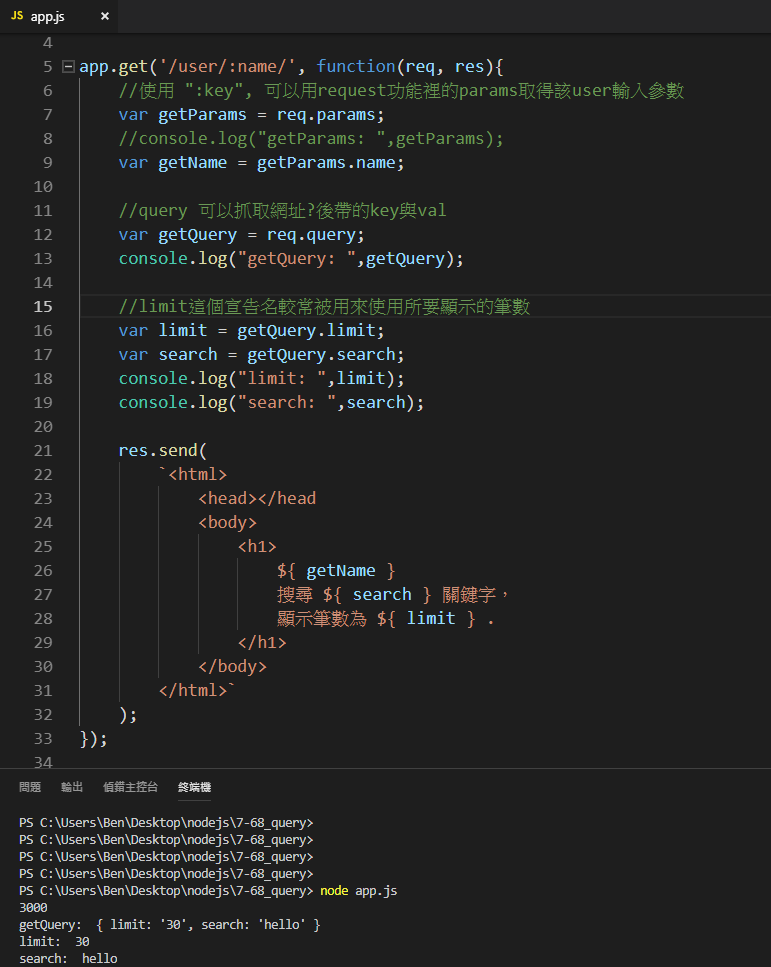 JS app.js ×
4
5 app.get('/user/:name/', function(req, res){
6 //使用 ":key", 可以用request功能裡的params取得該user輸入參數
7 var getParams = req.params;
8 //console.log("getParams: ",getParams);
9 var getName = getParams.name;
10
11 //query 可以抓取網址?後帶的key與val
12 var getQuery = req.query;
13 console.log("getQuery: ",getQuery);
14
15 //limit這個宣告名較常被用來使用所要顯示的筆數
16 var limit = getQuery.limit;
17 var search = getQuery.search;
18 console.log("limit: ",limit);
19 console.log("search: ",search);
20
21 res.send(
22 `<html>
23 <head></head
24 <body>
25 <h1>
26 ${ getName }
27 搜尋 ${ search } 關鍵字，
28 顯示筆數為 ${ limit } .
29 </h1>
30 </body>
31 </html>`
32 );
33 });
34
問題 輸出 偵錯主控台 終端機
PS C:\Users\Ben\Desktop\nodejs\7-68_query>
PS C:\Users\Ben\Desktop\nodejs\7-68_query>
PS C:\Users\Ben\Desktop\nodejs\7-68_query>
PS C:\Users\Ben\Desktop\nodejs\7-68_query>
PS C:\Users\Ben\Desktop\nodejs\7-68_query> node app.js
3000
getQuery:  { limit: '30', search: 'hello' }
limit:  30
search:  hello